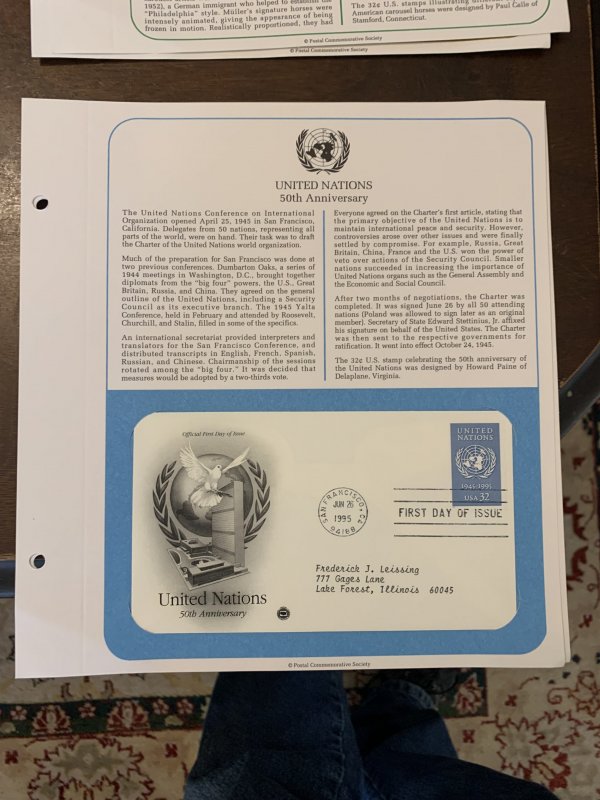 1952), a German immigrant who helped to establish the
"Philadelphia" style. Müller's signature horses were
intensely animated, giving the appearance of being
frozen in motion. Realistically proportioned, they had
The 32¢ U.S. stamps illustrating
American carousel horses were designed by Paul Calle of
Stamford, Connecticut.
© Postal Commemorative Society
© Postal Commemorative Society
UNITED NATIONS
50th Anniversary
The United Nations Conference on International
Organization opened April 25, 1945 in San Francisco,
California. Delegates from 50 nations, representing all
parts of the world, were on hand. Their task was to draft
the Charter of the United Nations world organization.
Much of the preparation for San Francisco was done at
two previous conferences. Dumbarton Oaks, a series of
1944 meetings in Washington, D.C., brought together
diplomats from the "big four" powers, the U.S., Great
Britain, Russia, and China. They agreed on the general
outline of the United Nations, including a Security
Council as its executive branch. The 1945 Yalta
Conference, held in February and attended by Roosevelt,
Churchill, and Stalin, filled in some of the specifics.
An international secretariat provided interpreters and
translators for the San Francisco Conference, and
distributed transcripts in English, French, Spanish,
Russian, and Chinese. Chairmanship of the sessions
rotated among the "big four." It was decided that
measures would be adopted by a two-thirds vote.
Everyone agreed on the Charter's first article, stating that
the primary objective of the United Nations is to
maintain international peace and security. However,
controversies arose over other issues and were finally
settled by compromise. For example, Russia, Great
Britain, China, France and the U.S. won the power of
veto over actions of the Security Council. Smaller
nations succeeded in increasing the importance of
United Nations organs such as the General Assembly and
the Economic and Social Council.
After two months of negotiations, the Charter was
completed. It was signed June 26 by all 50 attending
nations (Poland was allowed to sign later as an original
member). Secretary of State Edward Stettinius, Jr. affixed
his signature on behalf of the United States. The Charter
was then sent to the respective governments for
ratification. It went into effect October 24, 1945.
The 32¢ U.S. stamp celebrating the 50th anniversary of
the United Nations was designed by Howard Paine of
Delaplane, Virginia.
Official First Day of Issue
United Nations
50th Anniversary
SAN FRANCISCO, CA
JUN 26
1995
94188
UNITED
NATIONS
1945-1995
USA 32
FIRST DAY OF ISSUE
Frederick J. Leissing
777 Gages Lane
Lake Forest, Illinois 60045
© Postal Commemorative Society